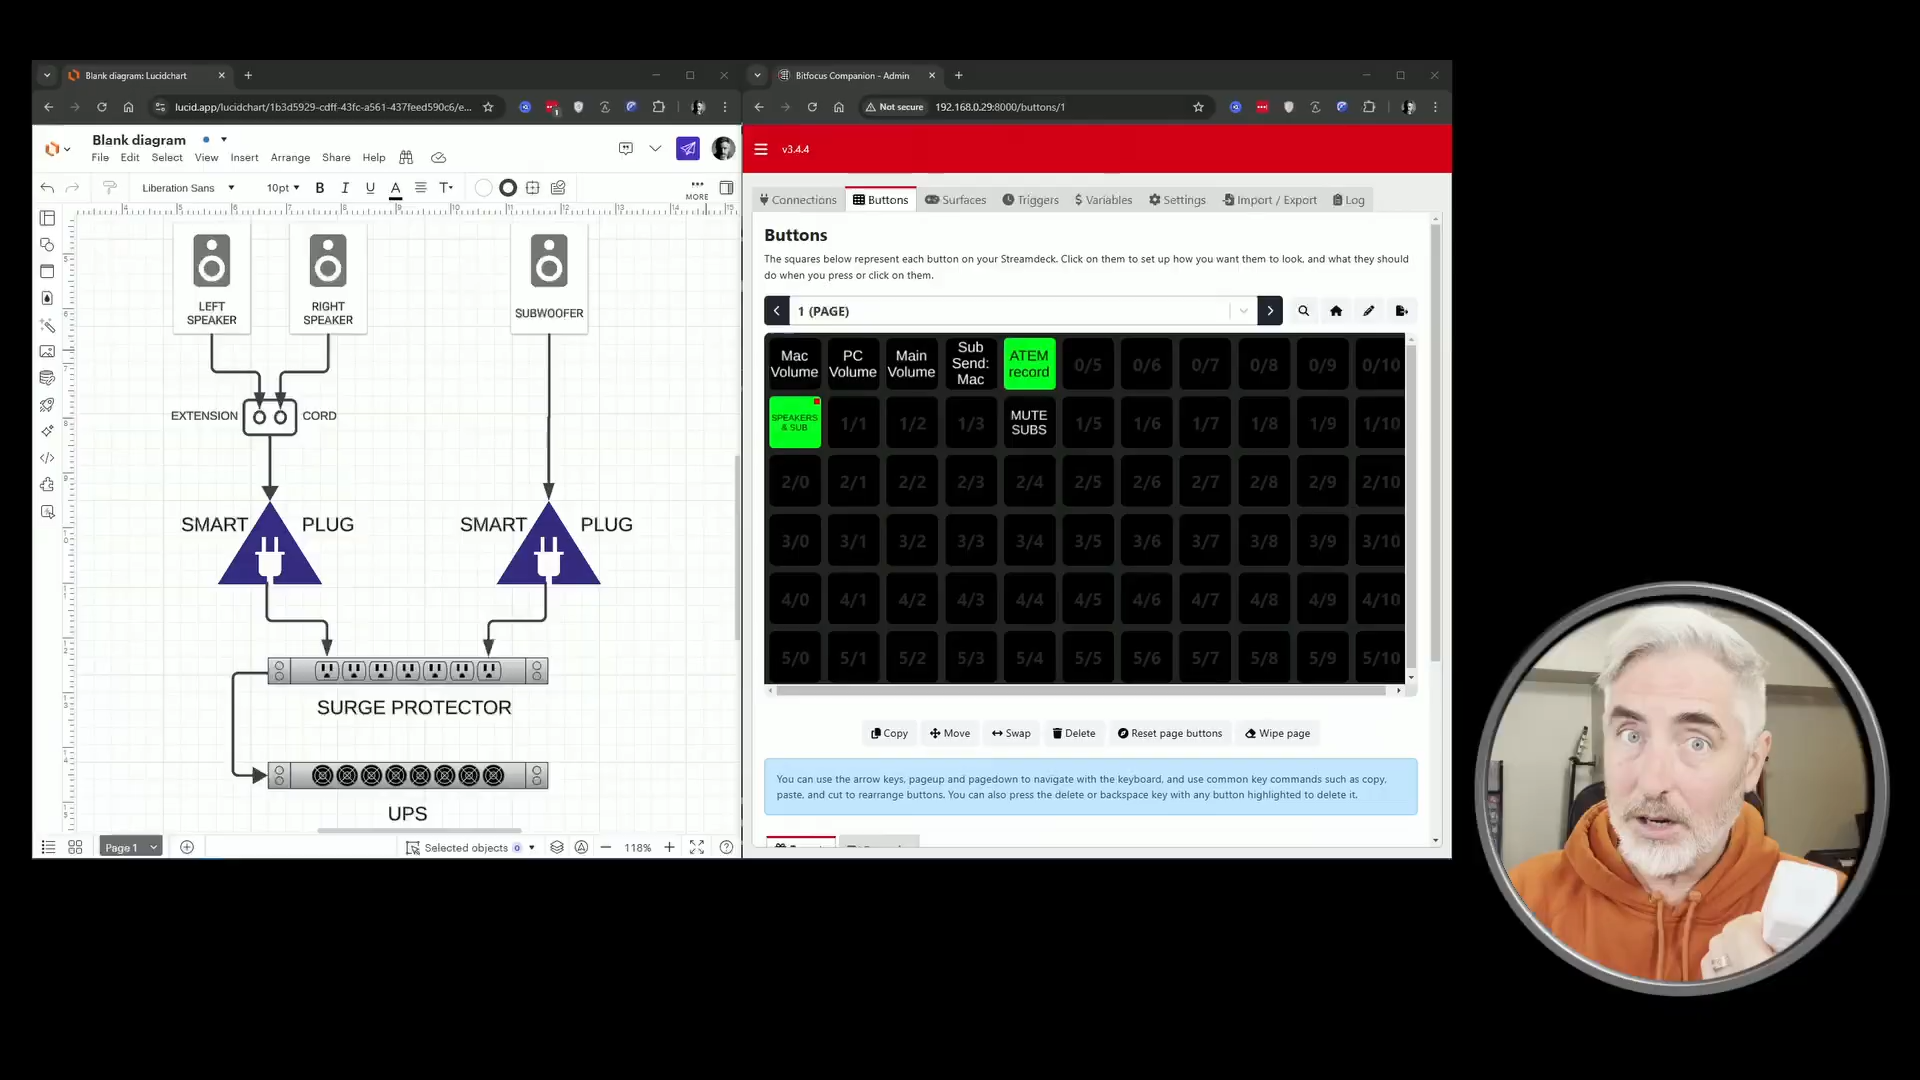 Blank diagram: Lucidchart
lucid.app/lucidchart/1b3d5929-cdff-43fc-a561-437feed590c6/e...
1
Blank diagram
File Edit Select View Insert Arrange Share Help
Liberation Sans
10pt
B I U A T
MORE
LEFT
SPEAKER
RIGHT
SPEAKER
SUBWOOFER
EXTENSION
CORD
SMART PLUG
SMART PLUG
SURGE PROTECTOR
UPS
Page 1
Selected objects 0
118%
Bitfocus Companion - Admin
Not secure
192.168.0.29:8000/buttons/1
v3.4.4
Connections
Buttons
Surfaces
Triggers
Variables
Settings
Import / Export
Log
Buttons
The squares below represent each button on your Streamdeck. Click on them to set up how you want them to look, and what they should
do when you press or click on them.
1 (PAGE)
Mac
Volume
PC
Volume
Main
Volume
Sub
Send:
Mac
ATEM
record
0/5 0/6 0/7 0/8 0/9 0/10
SPEAKERS
& SUB
1/1 1/2 1/3
MUTE
SUBS
1/5 1/6 1/7 1/8 1/9 1/10
2/0 2/1 2/2 2/3 2/4 2/5 2/6 2/7 2/8 2/9 2/10
3/0 3/1 3/2 3/3 3/4 3/5 3/6 3/7 3/8 3/9 3/10
4/0 4/1 4/2 4/3 4/4 4/5 4/6 4/7 4/8 4/9 4/10
5/0 5/1 5/2 5/3 5/4 5/5 5/6 5/7 5/8 5/9 5/10
Copy
Move
Swap
Delete
Reset page buttons
Wipe page
You can use the arrow keys, pageup and pagedown to navigate with the keyboard, and use common key commands such as copy,
paste, and cut to rearrange buttons. You can also press the delete or backspace key with any button highlighted to delete it.